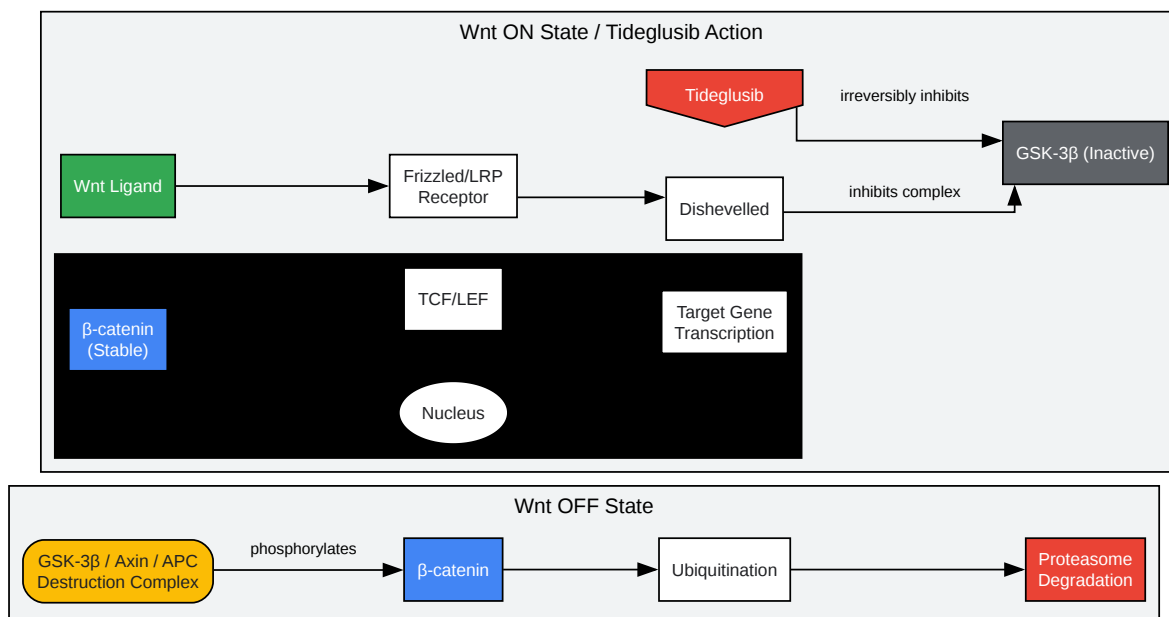 Wnt ON State / Tideglusib Action
Tideglusib
irreversibly inhibits
GSK-3β (Inactive)
Wnt Ligand
Frizzled/LRP
Receptor
Dishevelled
inhibits complex
TCF/LEF
Target Gene
Transcription
β-catenin
(Stable)
Nucleus
Wnt OFF State
GSK-3β / Axin / APC
Destruction Complex
phosphorylates
β-catenin
Ubiquitination
Proteasome
Degradation